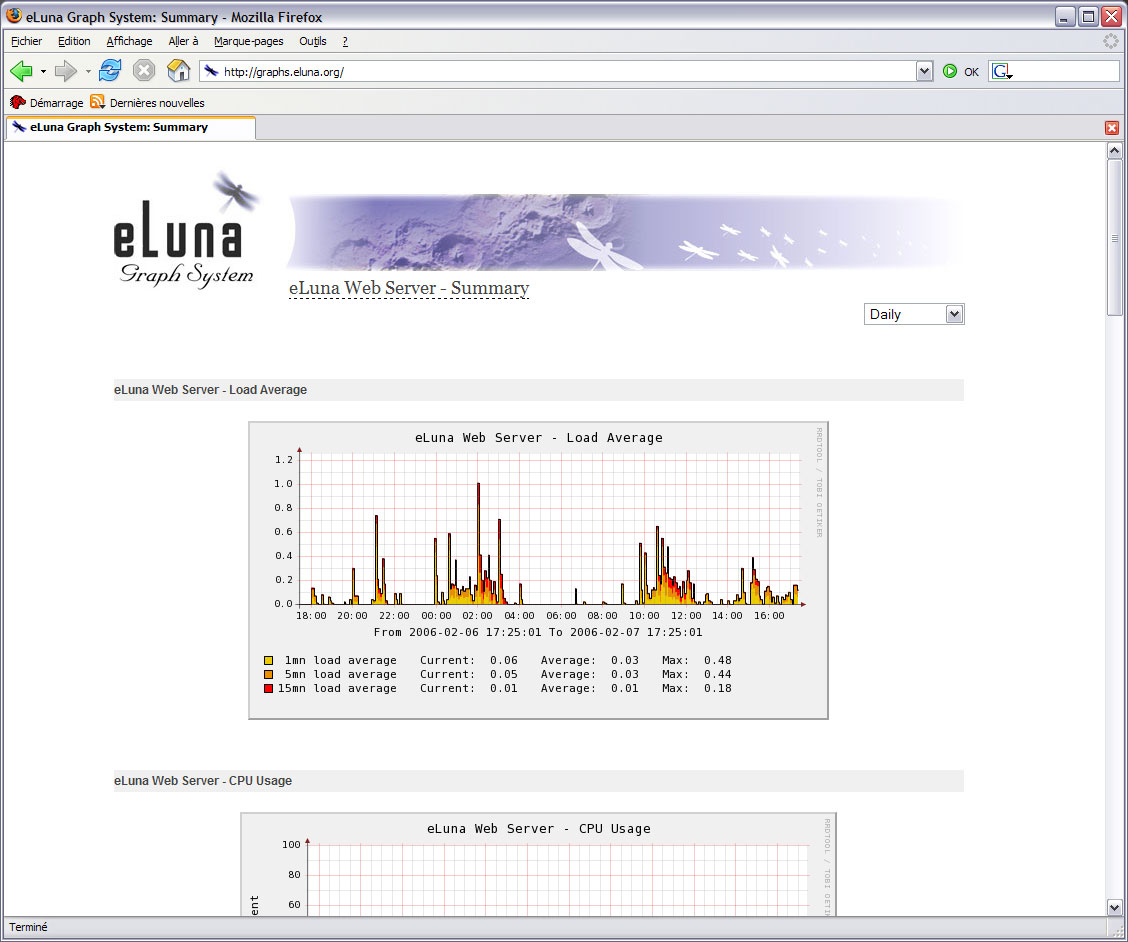 eLuna Graph System: Summary - Mozilla Firefox
Fichier Edition Affichage Aller à Marque-pages Outils ?
http://graphs.eluna.org/ OK G
Démarrage Dernières nouvelles
eLuna Graph System: Summary
eLuna
Graph System
eLuna Web Server - Summary
Daily
eLuna Web Server - Load Average
eLuna Web Server - Load Average
RRDTOOL / TOBI OETIKER
1.2
1.0
0.8
0.6
0.4
0.2
0.0
18:00 20:00 22:00 00:00 02:00 04:00 06:00 08:00 10:00 12:00 14:00 16:00
From 2006-02-06 17:25:01 To 2006-02-07 17:25:01
1mn load average Current: 0.06 Average: 0.03 Max: 0.48
5mn load average Current: 0.05 Average: 0.03 Max: 0.44
15mn load average Current: 0.01 Average: 0.01 Max: 0.18
eLuna Web Server - CPU Usage
eLuna Web Server - CPU Usage
RRDTOOL / TOBI OETI
100
80
60
ent
Terminé